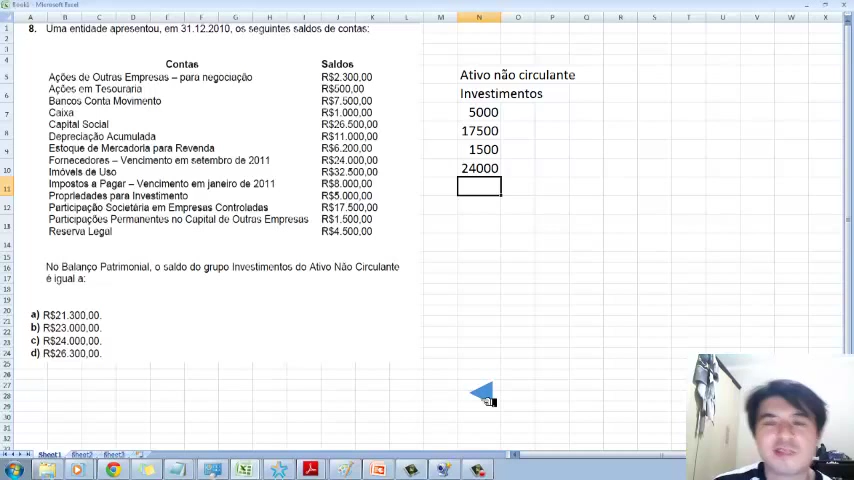 Book2 - Microsoft Excel
A B C D E F G H I J K L M N O P Q R S T U V W X
8. Uma entidade apresentou, em 31.12.2010, os seguintes saldos de contas:
Contas Saldos
Ações de Outras Empresas – para negociação R$2.300,00
Ações em Tesouraria R$500,00
Bancos Conta Movimento R$7.500,00
Caixa R$1.000,00
Capital Social R$26.500,00
Depreciação Acumulada R$11.000,00
Estoque de Mercadoria para Revenda R$6.200,00
Fornecedores – Vencimento em setembro de 2011 R$24.000,00
Imóveis de Uso R$32.500,00
Impostos a Pagar – Vencimento em janeiro de 2011 R$8.000,00
Propriedades para Investimento R$5.000,00
Participação Societária em Empresas Controladas R$17.500,00
Participações Permanentes no Capital de Outras Empresas R$1.500,00
Reserva Legal R$4.500,00
No Balanço Patrimonial, o saldo do grupo Investimentos do Ativo Não Circulante
é igual a:
a) R$21.300,00.
b) R$23.000,00.
c) R$24.000,00.
d) R$26.300,00.
Ativo não circulante
Investimentos
5000
17500
1500
24000
Sheet1 Sheet2 Sheet3